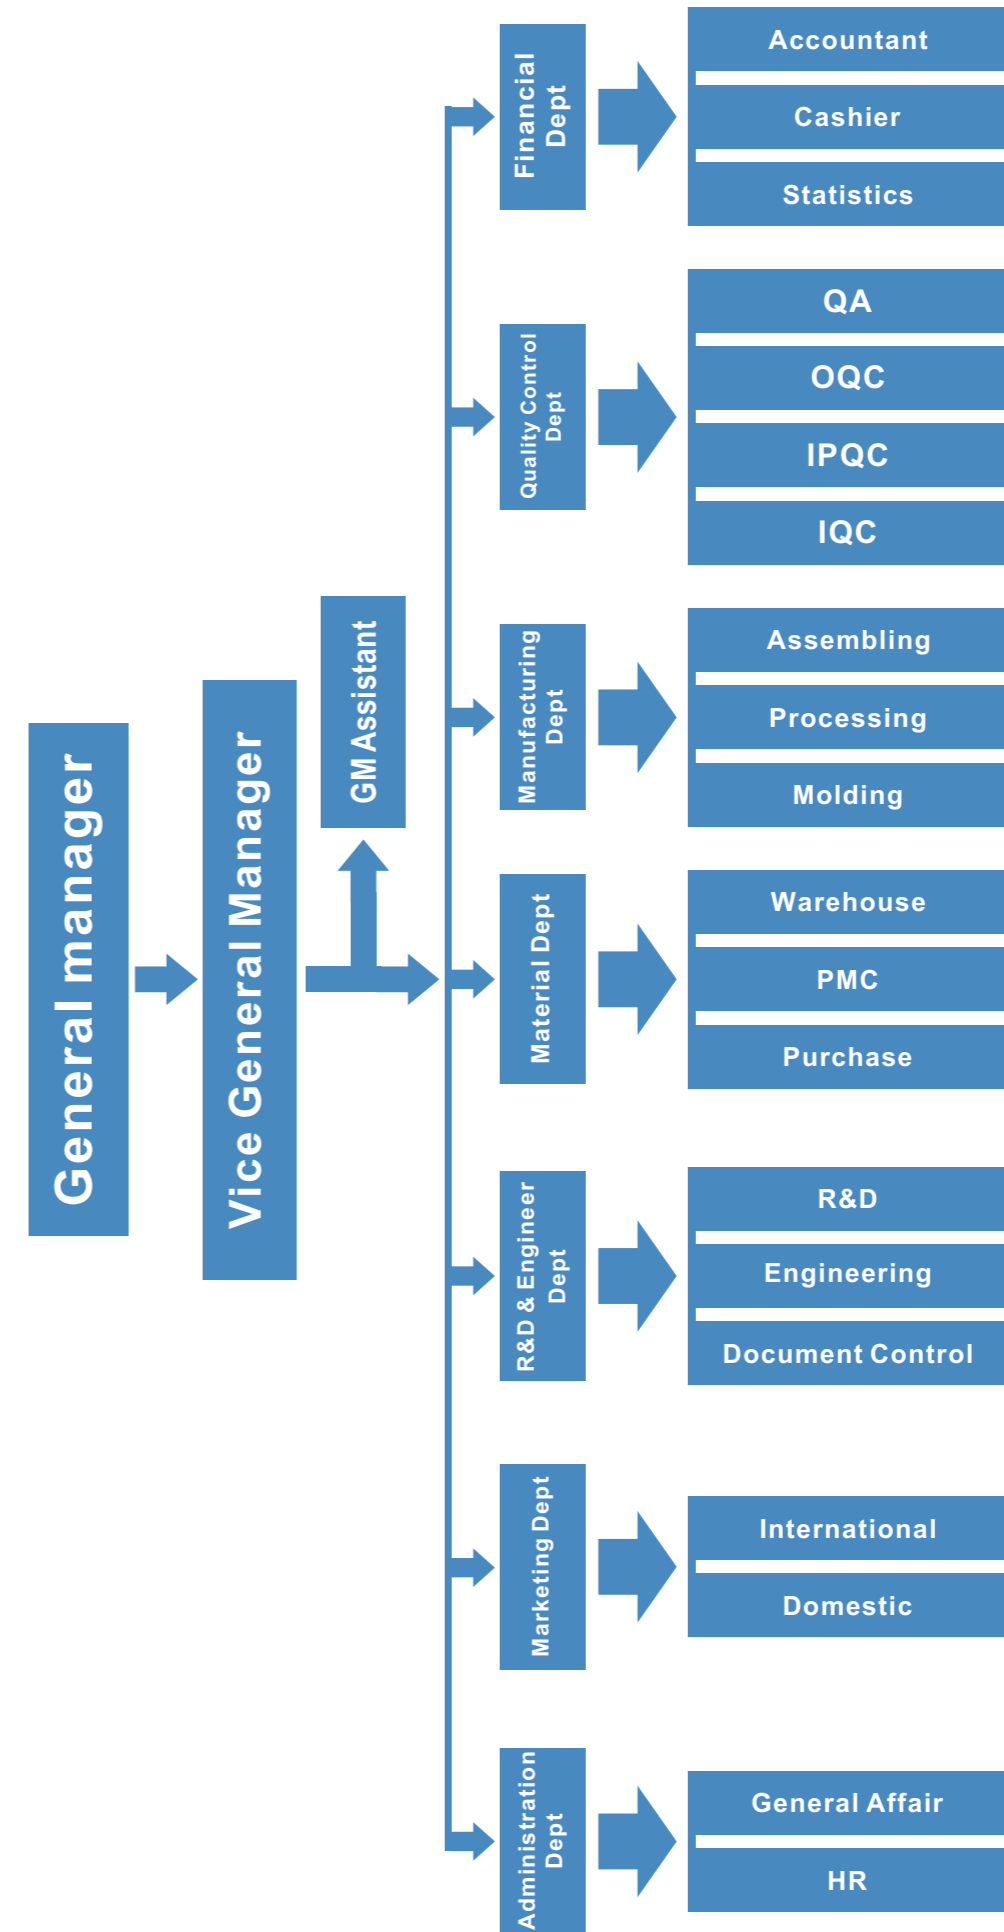 General manager
Vice General Manager
GM Assistant
Financial
Dept
Accountant
Cashier
Statistics
Quality Control
Dept
QA
OQC
IPQC
IQC
Manufacturing
Dept
Assembling
Processing
Molding
Material Dept
Warehouse
PMC
Purchase
R&D & Engineer
Dept
R&D
Engineering
Document Control
Marketing Dept
International
Domestic
Administration
Dept
General Affair
HR